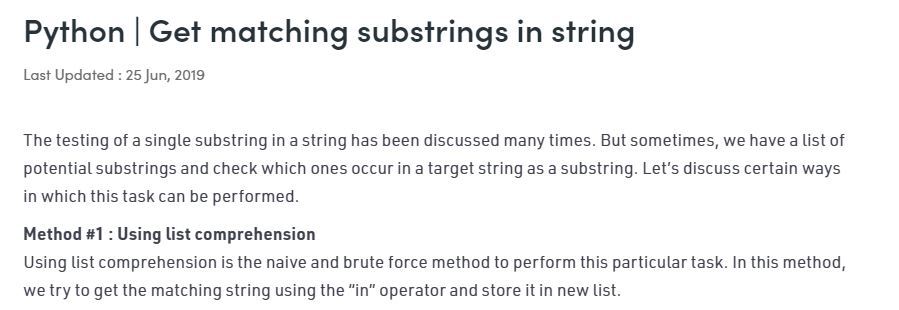 Python | Get matching substrings in string
Last Updated : 25 Jun, 2019
The testing of a single substring in a string has been discussed many times. But sometimes, we have a list of
potential substrings and check which ones occur in a target string as a substring. Let’s discuss certain ways
in which this task can be performed.
Method #1 : Using list comprehension
Using list comprehension is the naive and brute force method to perform this particular task. In this method,
we try to get the matching string using the “in” operator and store it in new list.